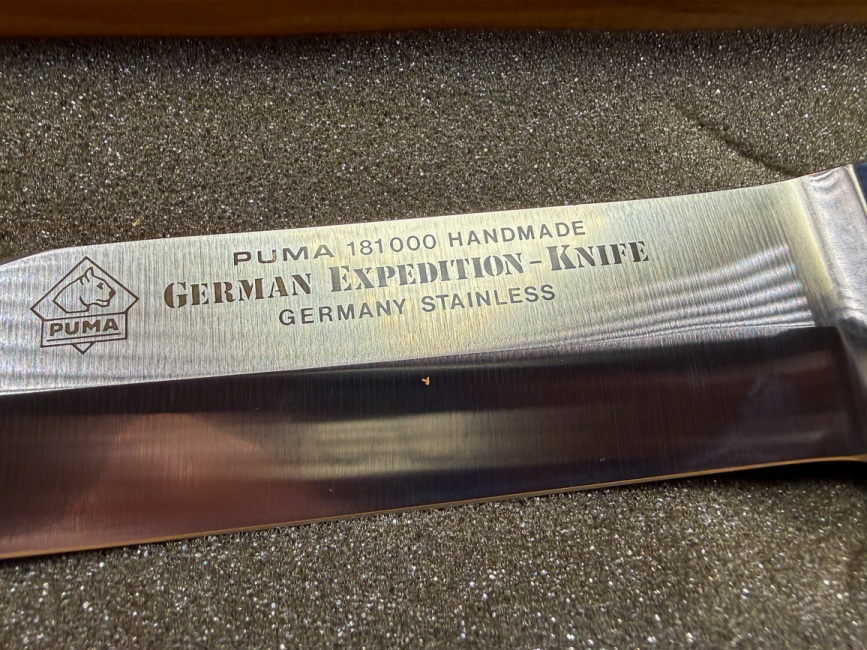 PUMA 181000 HANDMADE
GERMAN EXPEDITION-KNIFE
GERMANY STAINLESS
PUMA